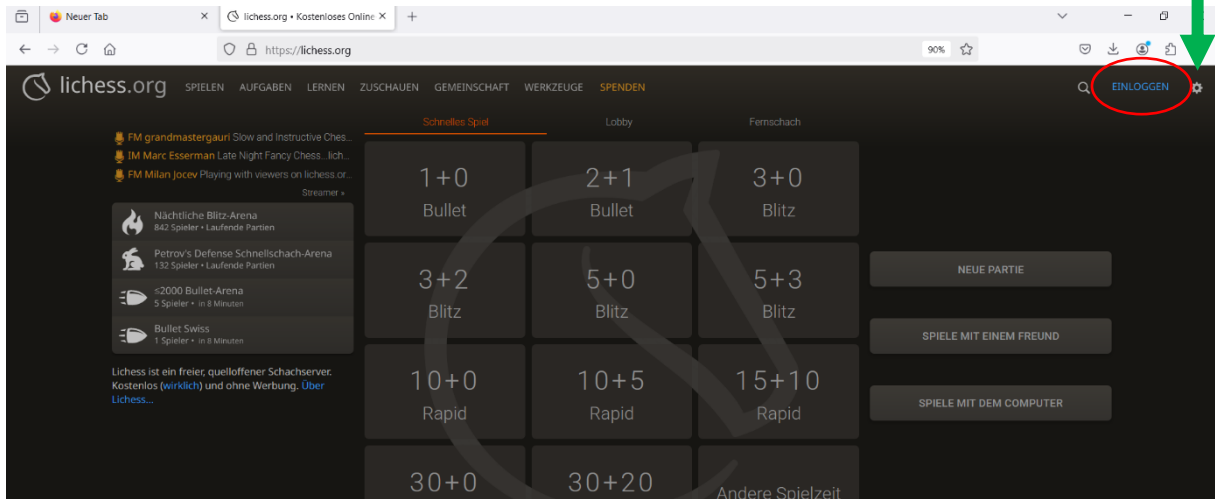 Neuer Tab
lichess.org • Kostenloses Online
https://lichess.org
90%
lichess.org
SPIELEN AUFGABEN LERNEN ZUSCHAUEN GEMEINSCHAFT WERKZEUGE SPENDEN
EINLOGGEN
FM grandmastergauri Slow and Instructive Ches...
IM Marc Esserman Late Night Fancy Chess...lich...
FM Milan Jocev Playing with viewers on lichess.or...
Streamer »
Nächtliche Blitz-Arena
842 Spieler • Laufende Partien
Petrov's Defense Schnellschach-Arena
132 Spieler • Laufende Partien
≤2000 Bullet-Arena
5 Spieler • in 8 Minuten
Bullet Swiss
1 Spieler • in 8 Minuten
Lichess ist ein freier, quelloffener Schachserver.
Kostenlos (wirklich) und ohne Werbung. Über
Lichess...
Schnelles Spiel Lobby Fernschach
1+0 2+1 3+0
Bullet Bullet Blitz
3+2 5+0 5+3
Blitz Blitz Blitz
10+0 10+5 15+10
Rapid Rapid Rapid
30+0 30+20
Andere Spielzeit
NEUE PARTIE
SPIELE MIT EINEM FREUND
SPIELE MIT DEM COMPUTER